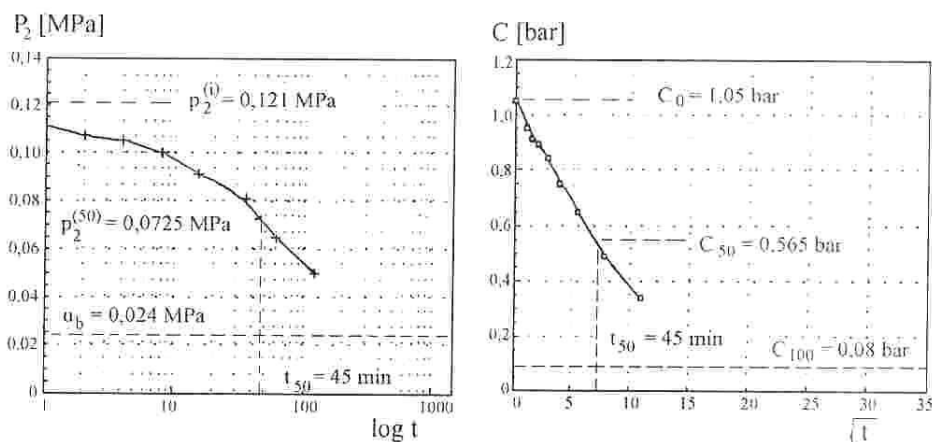 P₂ [MPa]
0,14
0,12
0,10
0,08
0,06
0,04
0.02
0
p₂⁽ⁱ⁾ = 0,121 MPa
p₂⁽⁵⁰⁾ = 0,0725 MPa
u_b = 0,024 MPa
t₅₀ = 45 min
1 10 100 1000
log t
C [bar]
1.2
1.0
0.8
0.6
0,4
0.2
0.0
C₀ = 1.05 bar
C₅₀ = 0.565 bar
t₅₀ = 45 min
C₁₀₀ = 0.08 bar
0 5 10 15 20 25 30 35
√t